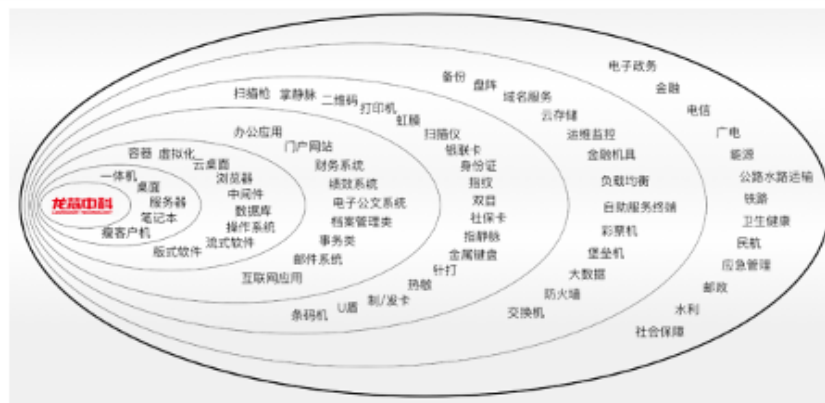 龙芯中科
一体机
桌面
服务器
笔记本
瘦客户机
容器
虚拟化
云桌面
浏览器
中间件
数据库
操作系统
流式软件
版式软件
办公应用
门户网站
财务系统
绩效系统
电子公文系统
档案管理类
事务类
邮件系统
互联网应用
扫描枪
掌静脉
二维码
打印机
虹膜
扫描仪
银联卡
身份证
指纹
双目
社保卡
指静脉
金属键盘
针打
热敏
制/发卡
U盾
条码机
备份
盘阵
域名服务
云存储
运维监控
金融机具
负载均衡
自助服务终端
彩票机
堡垒机
大数据
防火墙
交换机
电子政务
金融
电信
广电
能源
公路水路运输
铁路
卫生健康
民航
应急管理
邮政
水利
社会保障